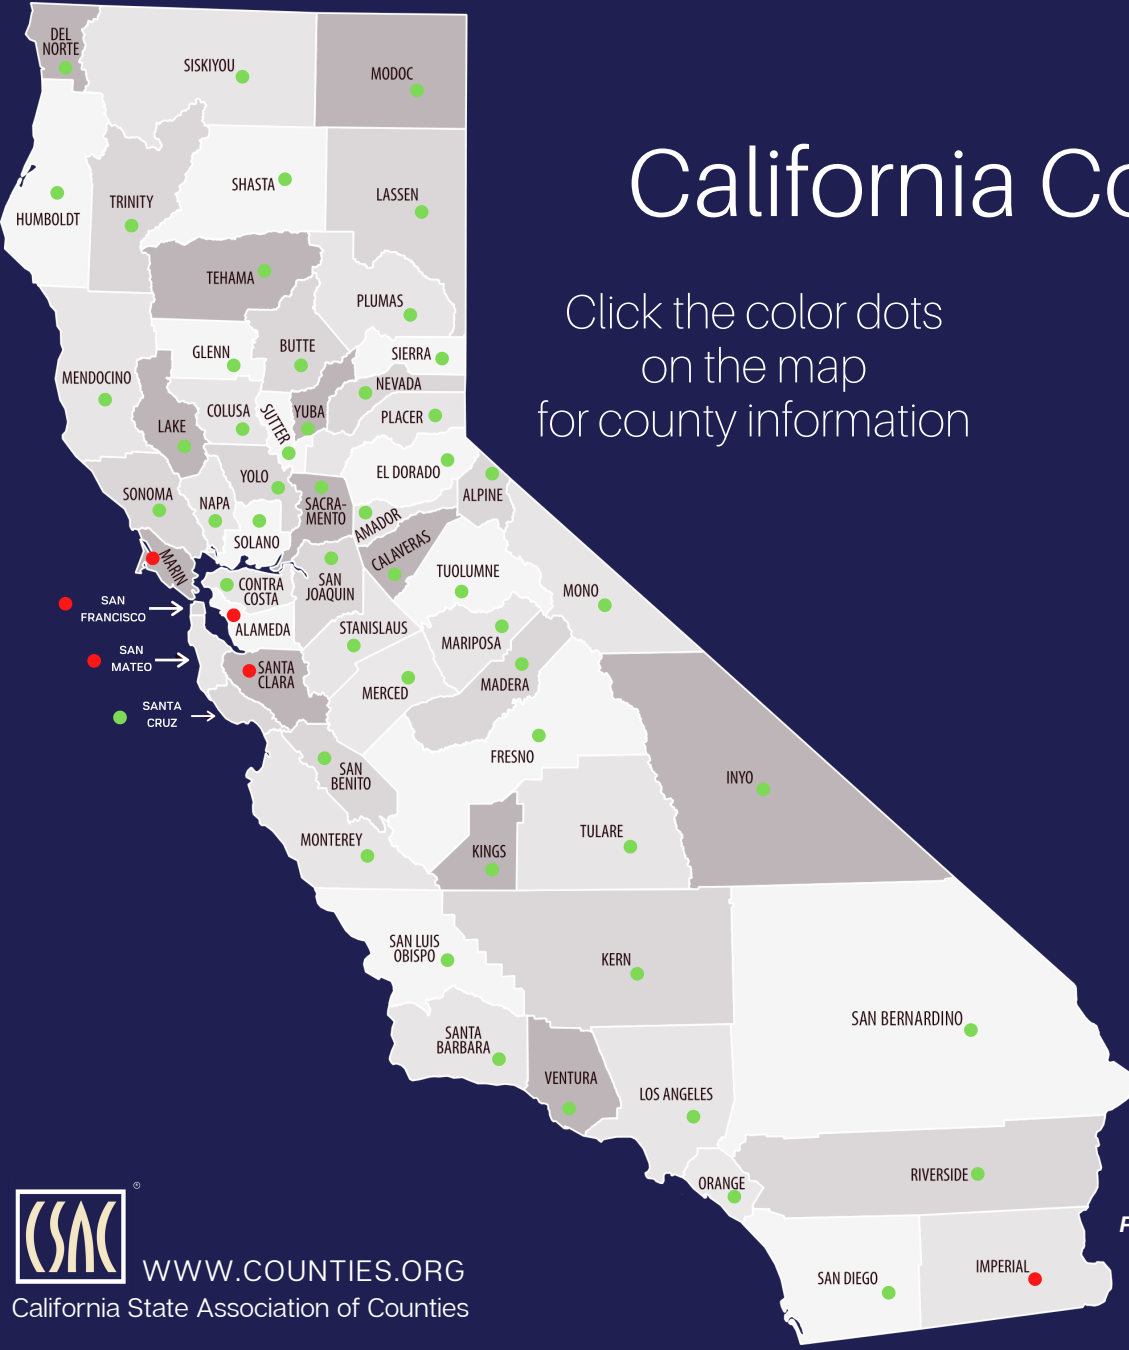 DEL
NORTE
SISKIYOU
MODOC
California Co
SHASTA
LASSEN
TRINITY
HUMBOLDT
TEHAMA
PLUMAS
Click the color dots
on the map
for county information
GLENN
BUTTE
SIERRA
MENDOCINO
NEVADA
COLUSA
SUTTER
YUBA
PLACER
LAKE
EL DORADO
YOLO
ALPINE
SONOMA
NAPA
SACRA-
MENTO
AMADOR
SOLANO
CALAVERAS
MARIN
TUOLUMNE
CONTRA
COSTA
SAN
JOAQUIN
MONO
SAN
FRANCISCO
ALAMEDA
STANISLAUS
MARIPOSA
SAN
MATEO
SANTA
CLARA
MERCED
MADERA
SANTA
CRUZ
FRESNO
SAN
BENITO
INYO
MONTEREY
KINGS
TULARE
SAN LUIS
OBISPO
KERN
SAN BERNARDINO
SANTA
BARBARA
VENTURA
LOS ANGELES
ORANGE
RIVERSIDE
SAN DIEGO
IMPERIAL
F
CSAC
®
WWW.COUNTIES.ORG
California State Association of Counties